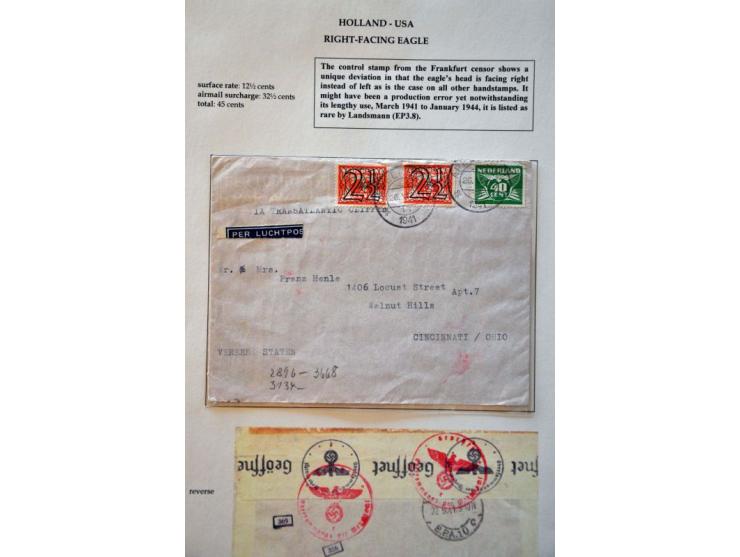 HOLLAND - USA
RIGHT-FACING EAGLE
The control stamp from the Frankfurt censor shows a
unique deviation in that the eagle's head is facing right
instead of left as is the case on all other handstamps. It
might have been a production error yet notwithstanding
its lengthy use, March 1941 to January 1944, it is listed as
rare by Landsmann (EP3.8).
surface rate: 12½ cents
airmail surcharge: 32½ cents
total: 45 cents
2½
2½
NEDERLAND
40
CENT
1941
TRANSATLANTIC CLIPPER
PER LUCHTPOS
Mr. & Mrs.
Franz Henle
1406 Locust Street Apt.7
Walnut Hills
CINCINNATI / OHIO
STATEN
2896 - 3668
reverse
Geöffne
Geöffnet
Geöffnet